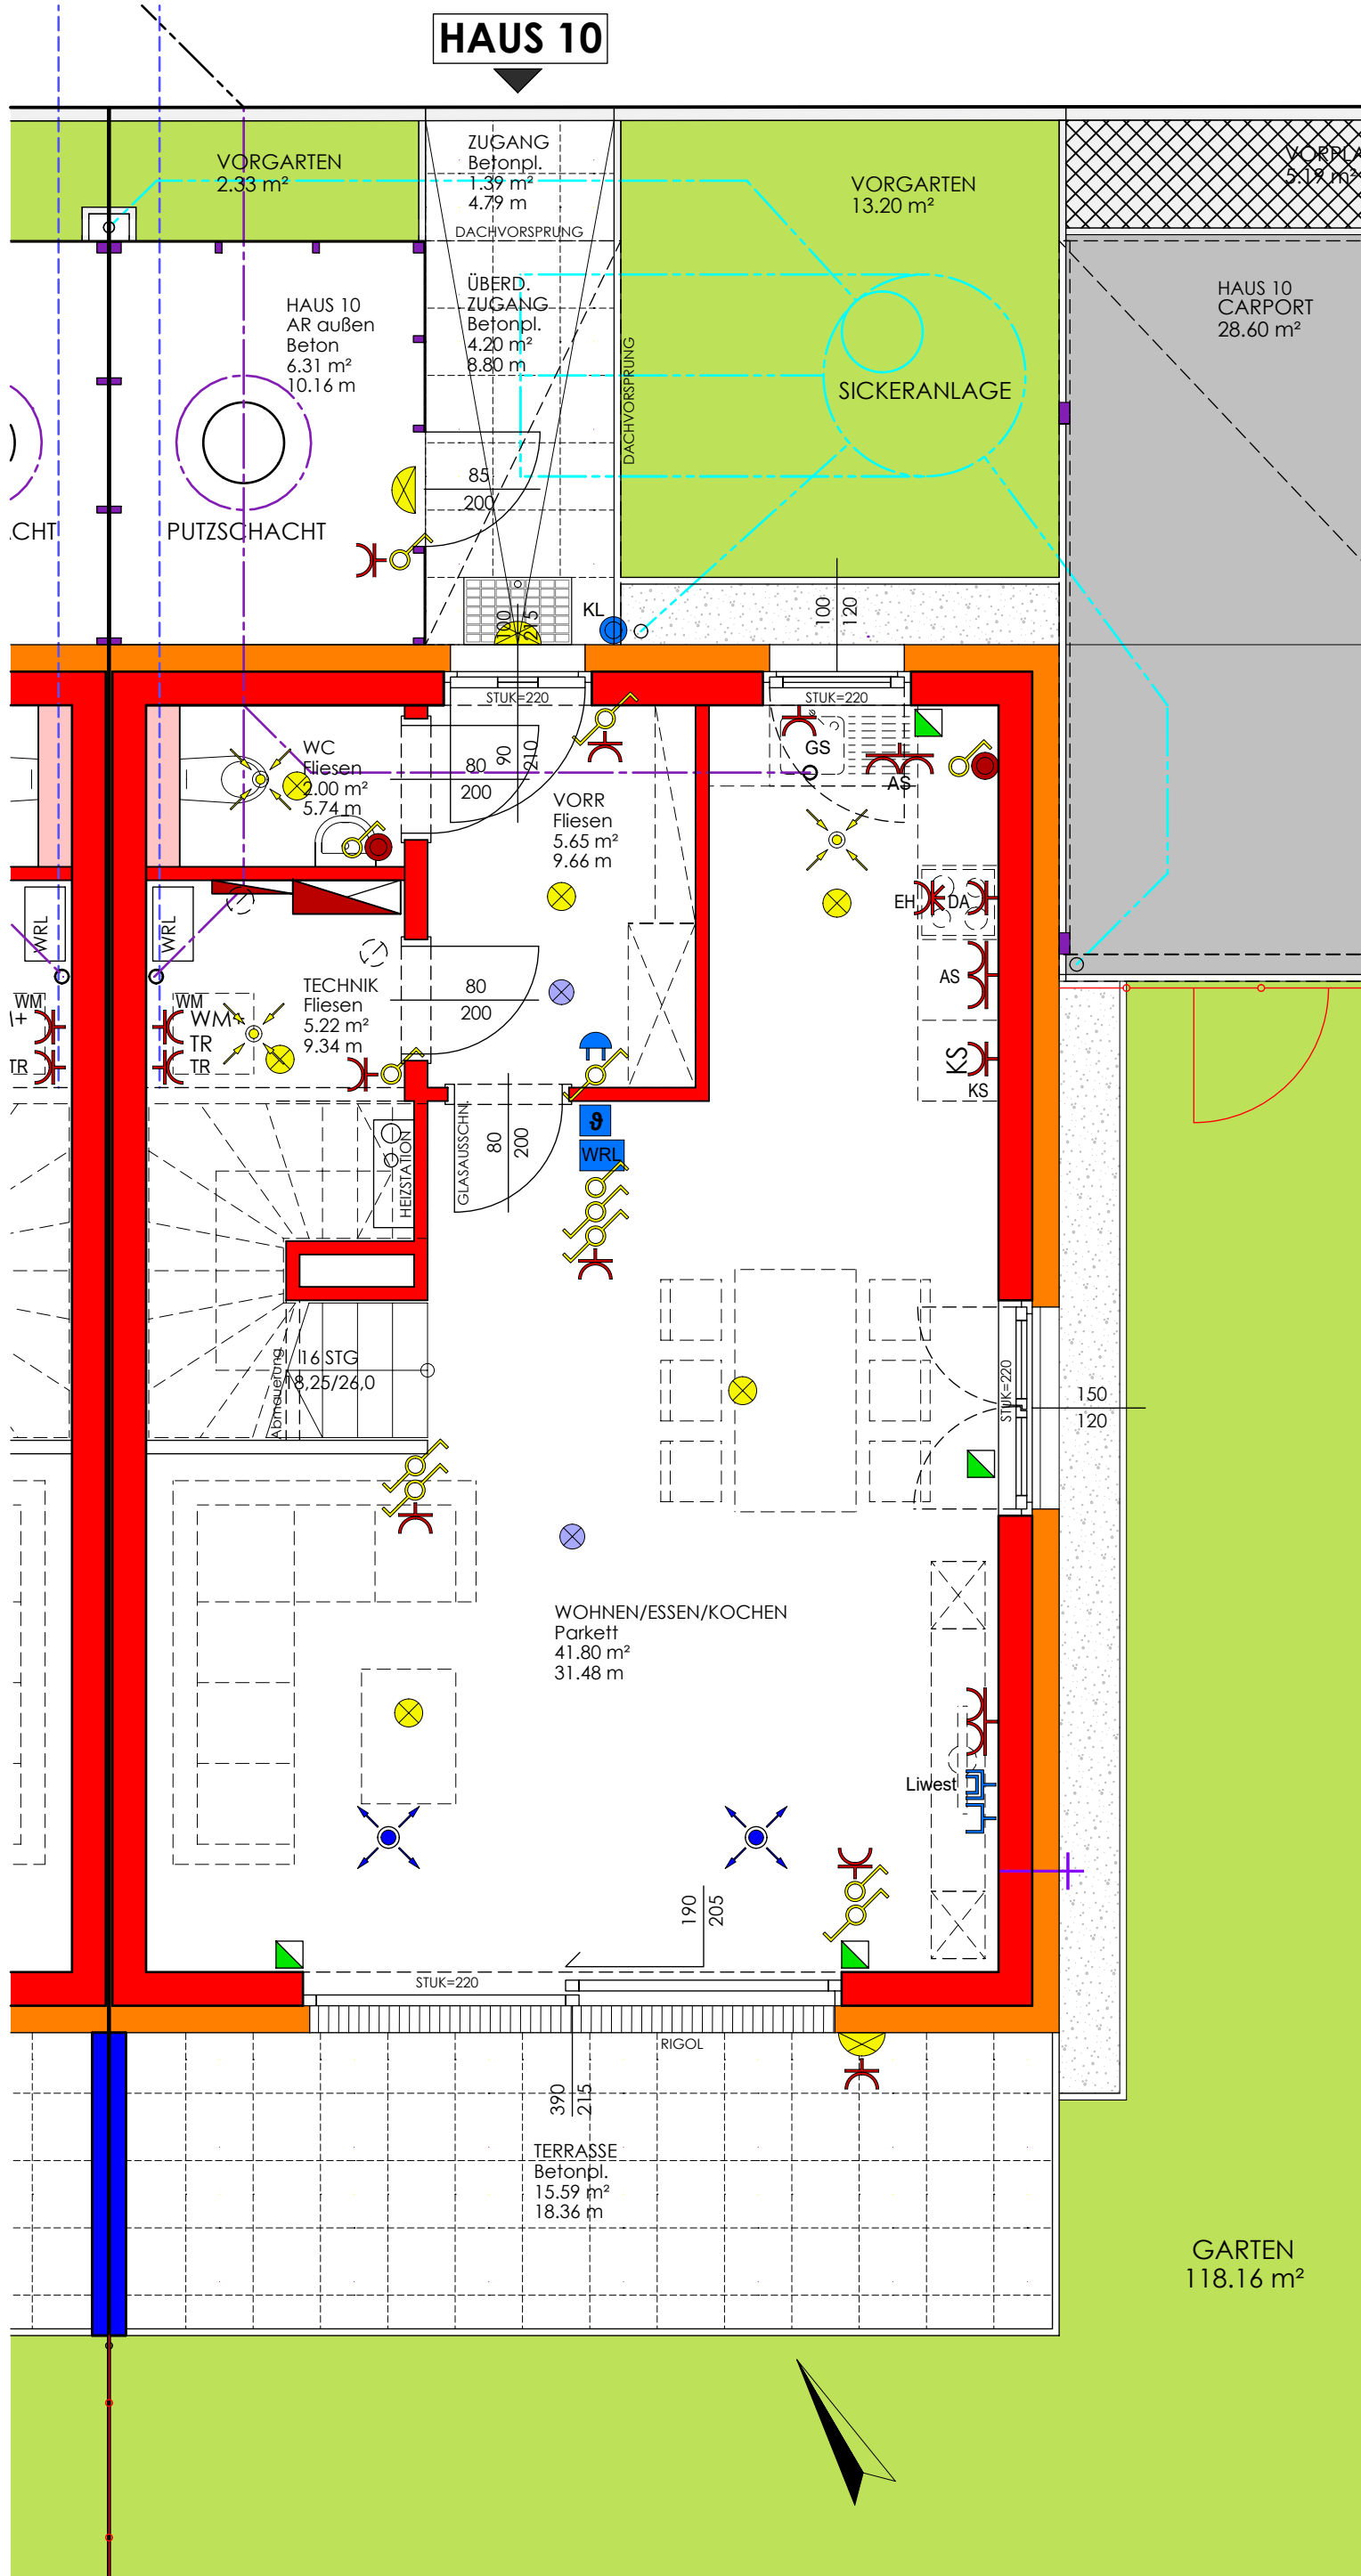 HAUS 10
VORGARTEN
2.33 m²
ZUGANG
Betonpl.
1.39 m²
4.79 m
DACHVORSPRUNG
VORGARTEN
13.20 m²
5.19 m²
HAUS 10
AR außen
Beton
6.31 m²
10.16 m
ÜBERD.
ZUGANG
Betonpl.
4.20 m²
8.80 m
DACHVORSPRUNG
SICKERANLAGE
HAUS 10
CARPORT
28.60 m²
85
200
CHT
PUTZSCHACHT
KL
100
120
STUK=220
STUK=220
WC
Fliesen
2.00 m²
5.74 m
80
200
90
210
VORR
Fliesen
5.65 m²
9.66 m
GS
AS
EH
DA
AS
KS
KS
WRL
WRL
WM
WM
WM+
TR
TR
TR
TECHNIK
Fliesen
5.22 m²
9.34 m
80
200
GLASAUSSCHN.
80
200
HEIZSTATION
ϑ
WRL
Abmauerung
16 STG
18,25/26,0
STUK=220
150
120
WOHNEN/ESSEN/KOCHEN
Parkett
41.80 m²
31.48 m
Liwest
190
205
STUK=220
RIGOL
390
215
TERRASSE
Betonpl.
15.59 m²
18.36 m
GARTEN
118.16 m²